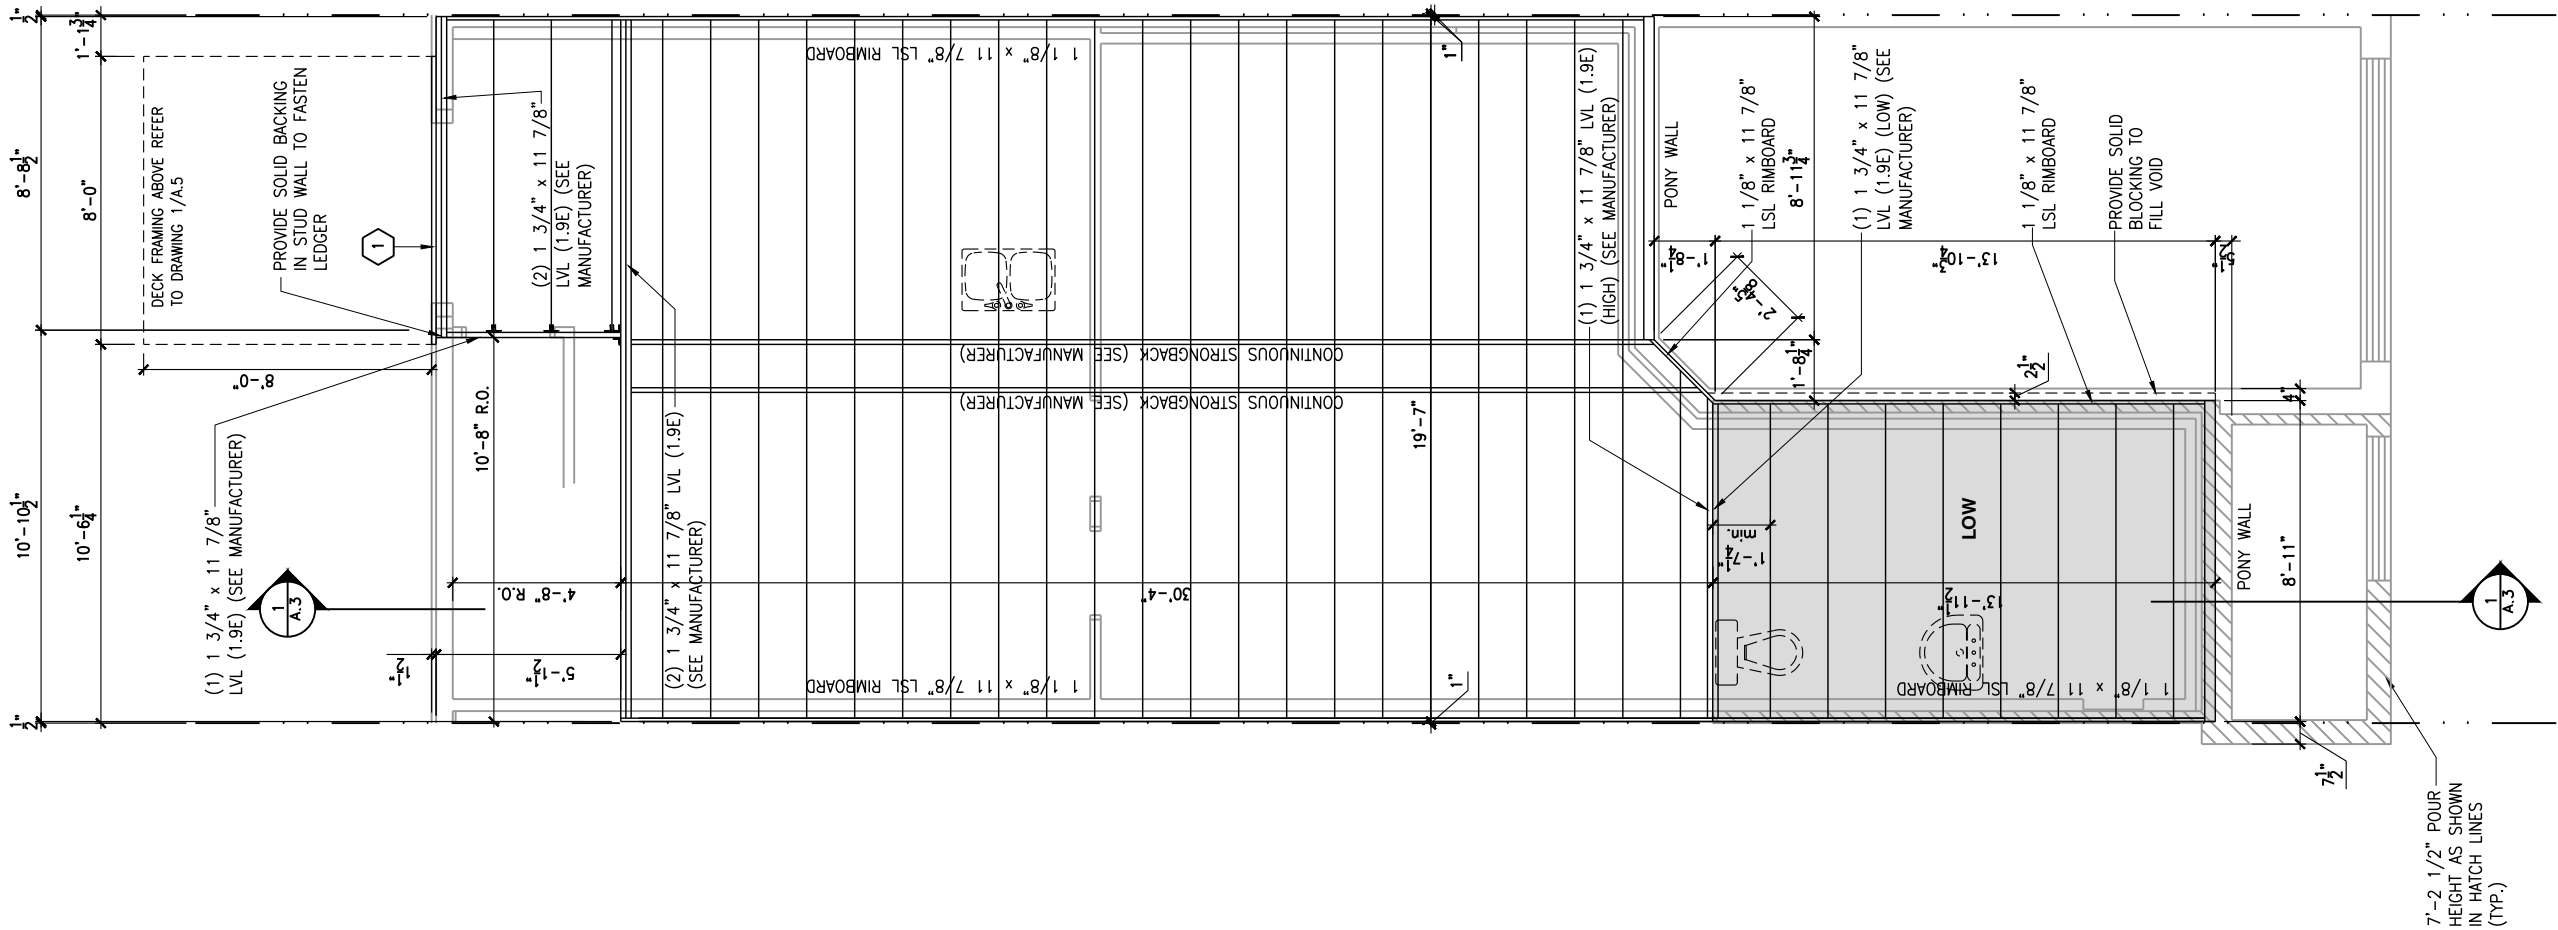 1/2"
8'-8 1/2"
10'-10 1/2"
1/2"
1'-1 3/4"
8'-0"
10'-6 1/4"
DECK FRAMING ABOVE REFER
TO DRAWING 1/A.5
8'-0"
PROVIDE SOLID BACKING
IN STUD WALL TO FASTEN
LEDGER
1
(1) 1 3/4" x 11 7/8"
LVL (1.9E) (SEE MANUFACTURER)
1
A.3
1 1/2"
5'-1 1/2"
4'-8" R.O.
10'-8" R.O.
(2) 1 3/4" x 11 7/8"
LVL (1.9E) (SEE
MANUFACTURER)
(2) 1 3/4" x 11 7/8" LVL (1.9E)
(SEE MANUFACTURER)
1 1/8" x 11 7/8" LSL RIMBOARD
CONTINUOUS STRONGBACK (SEE MANUFACTURER)
CONTINUOUS STRONGBACK (SEE MANUFACTURER)
1 1/8" x 11 7/8" LSL RIMBOARD
30'-4"
1"
19'-7"
1"
(1) 1 3/4" x 11 7/8" LVL (1.9E)
(HIGH) (SEE MANUFACTURER)
PONY WALL
1 1/8" x 11 7/8"
LSL RIMBOARD
8'-11 3/4"
1'-8 1/4"
1'-8 1/4"
2'-4 5/8"
(1) 1 3/4" x 11 7/8"
LVL (1.9E) (LOW) (SEE
MANUFACTURER)
13'-10 3/4"
5 1/2"
1 1/8" x 11 7/8"
LSL RIMBOARD
PROVIDE SOLID
BLOCKING TO
FILL VOID
2 1/2"
4"
LOW
1'-7 1/4"
min.
13'-11 1/2"
1 1/8" x 11 7/8" LSL RIMBOARD
PONY WALL
8'-11"
7 1/2"
7'-2 1/2" POUR
HEIGHT AS SHOWN
IN HATCH LINES
(TYP.)
1
A.3